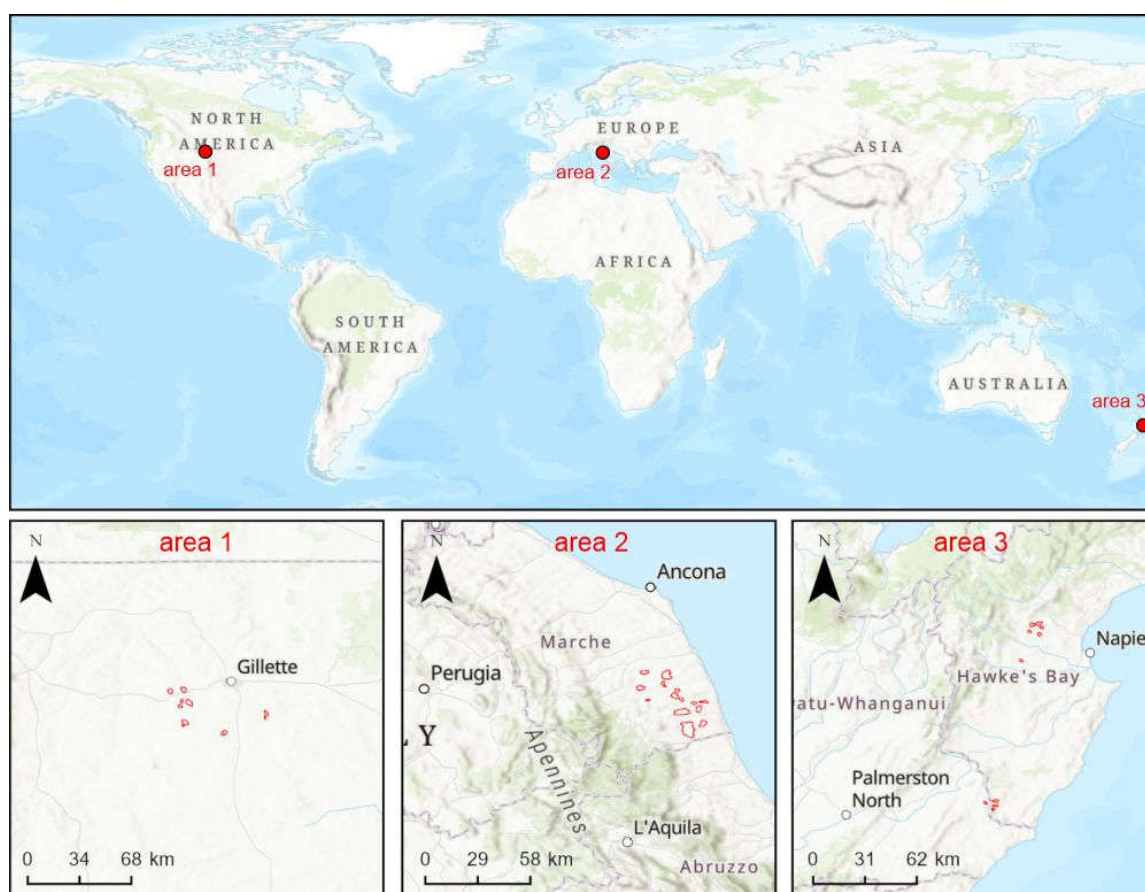 NORTH
AMERICA
area 1
EUROPE
area 2
ASIA
AFRICA
SOUTH
AMERICA
AUSTRALIA
area 3
area 1
N
Gillette
0 34 68 km
area 2
N
Ancona
Marche
Perugia
LY
Apennines
L'Aquila
Abruzzo
0 29 58 km
area 3
N
Napie
Hawke's Bay
atu-Whanganui
Palmerston
North
0 31 62 km